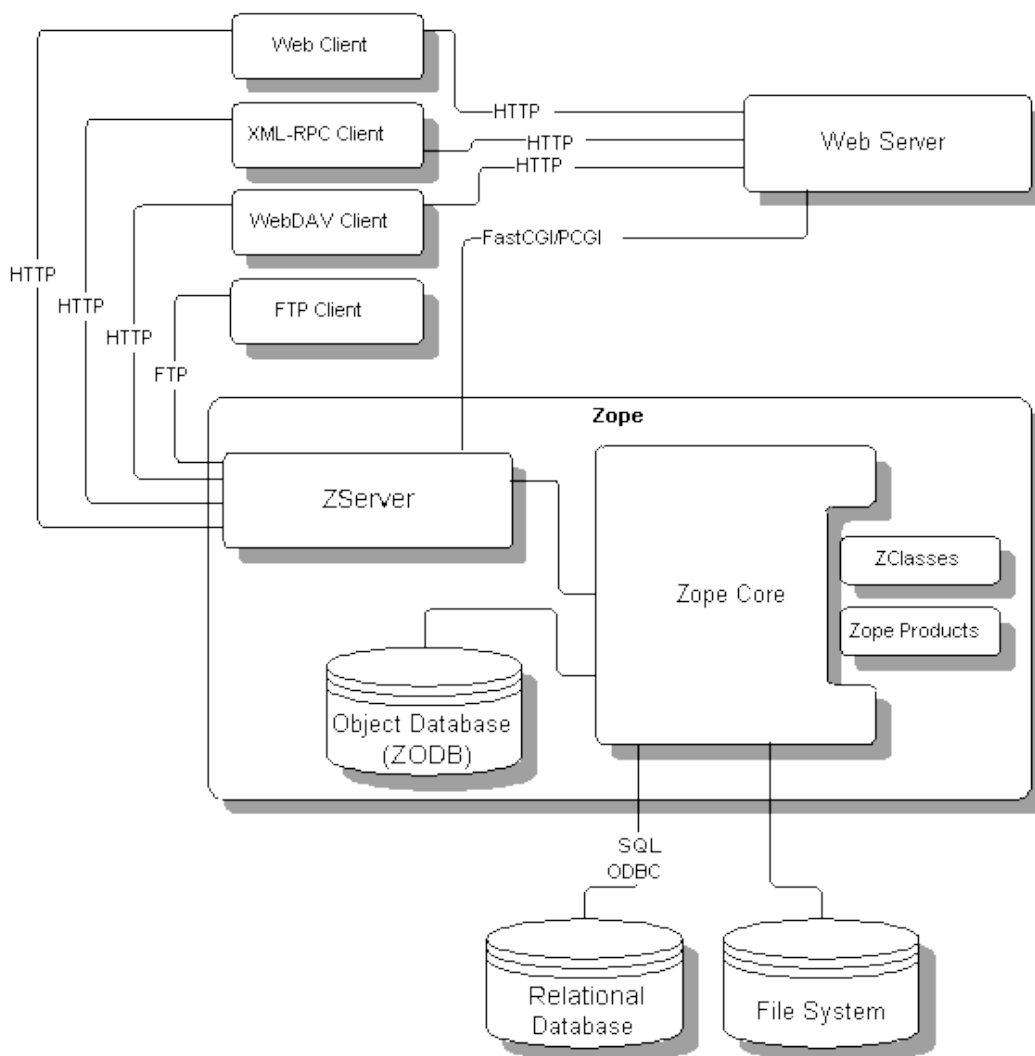 Web Client
HTTP
XML-RPC Client
HTTP
Web Server
HTTP
WebDAV Client
FastCGI/PCGI
HTTP
HTTP
FTP Client
HTTP
FTP
Zope
ZServer
ZClasses
Zope Core
Zope Products
Object Database
(ZODB)
SQL
ODBC
Relational
Database
File System